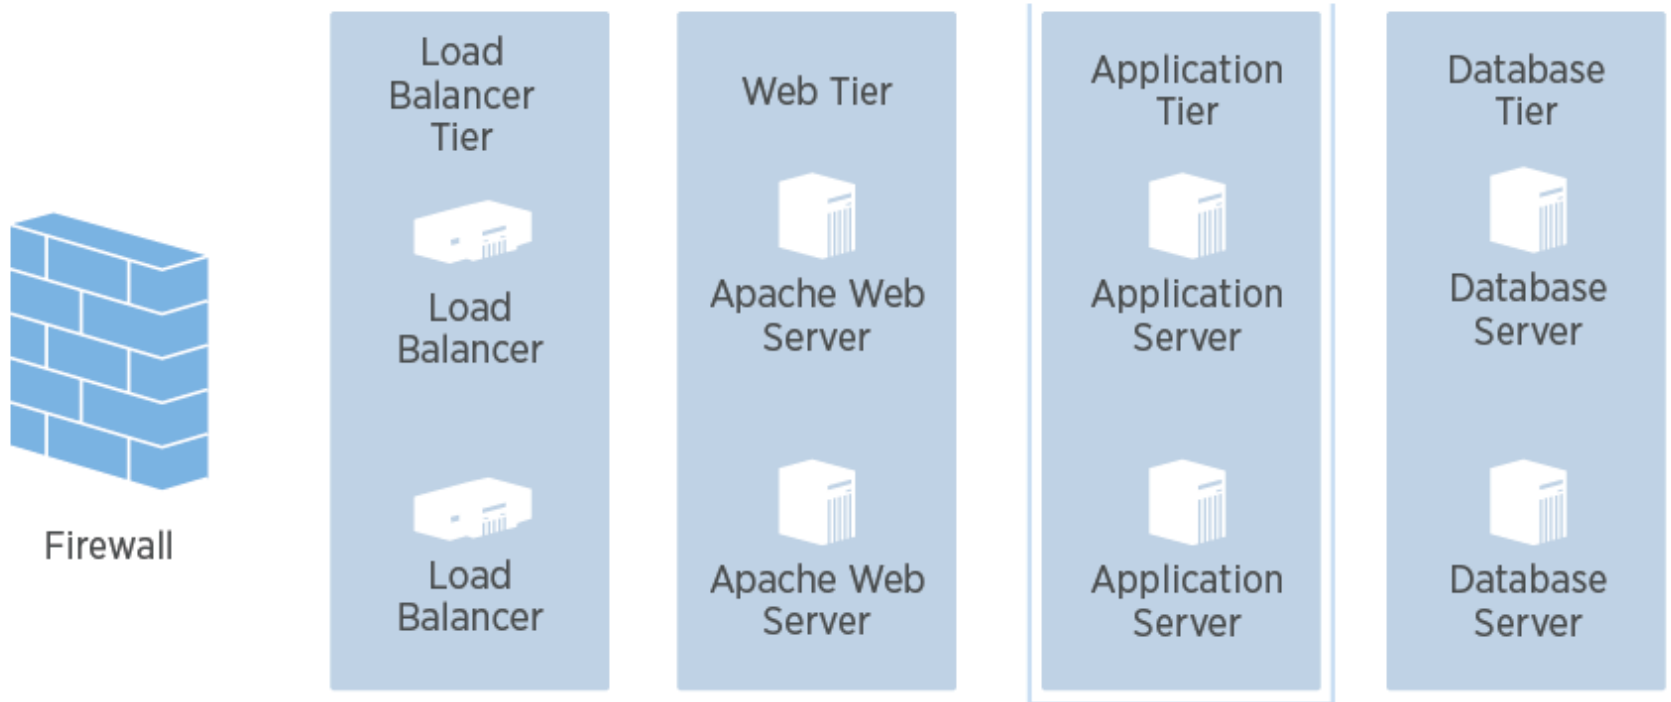 Load
Balancer
Tier
Web Tier
Application
Tier
Database
Tier
Load
Balancer
Apache Web
Server
Application
Server
Database
Server
Firewall
Load
Balancer
Apache Web
Server
Application
Server
Database
Server